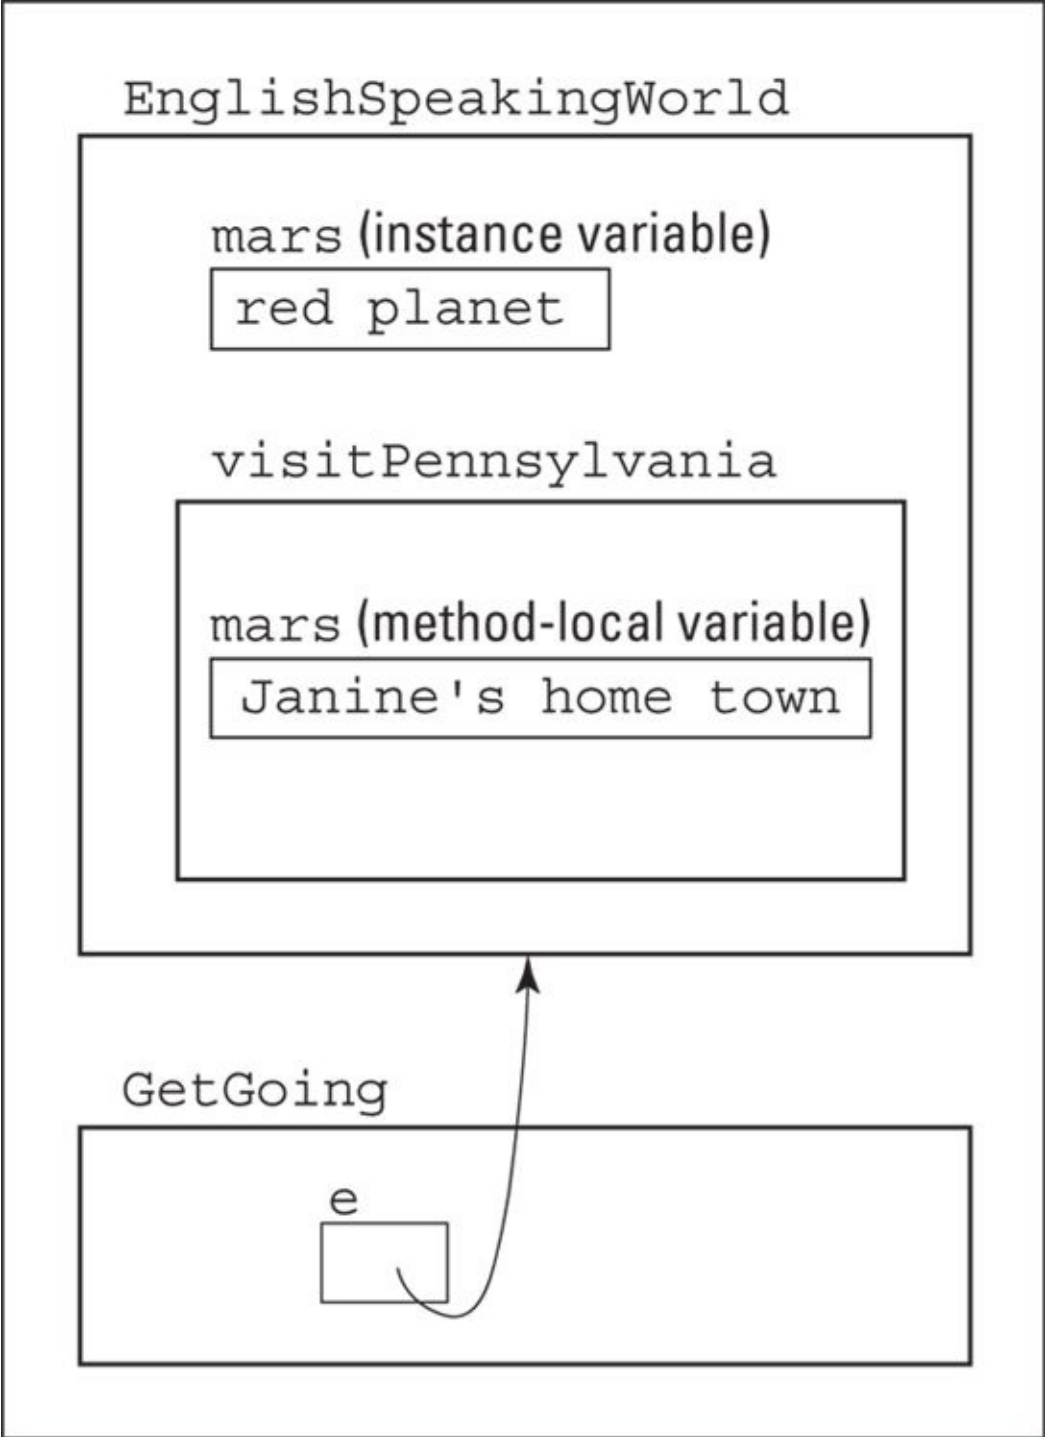 EnglishSpeakingWorld
mars (instance variable)
red planet
visitPennsylvania
mars (method-local variable)
Janine's home town
GetGoing
e